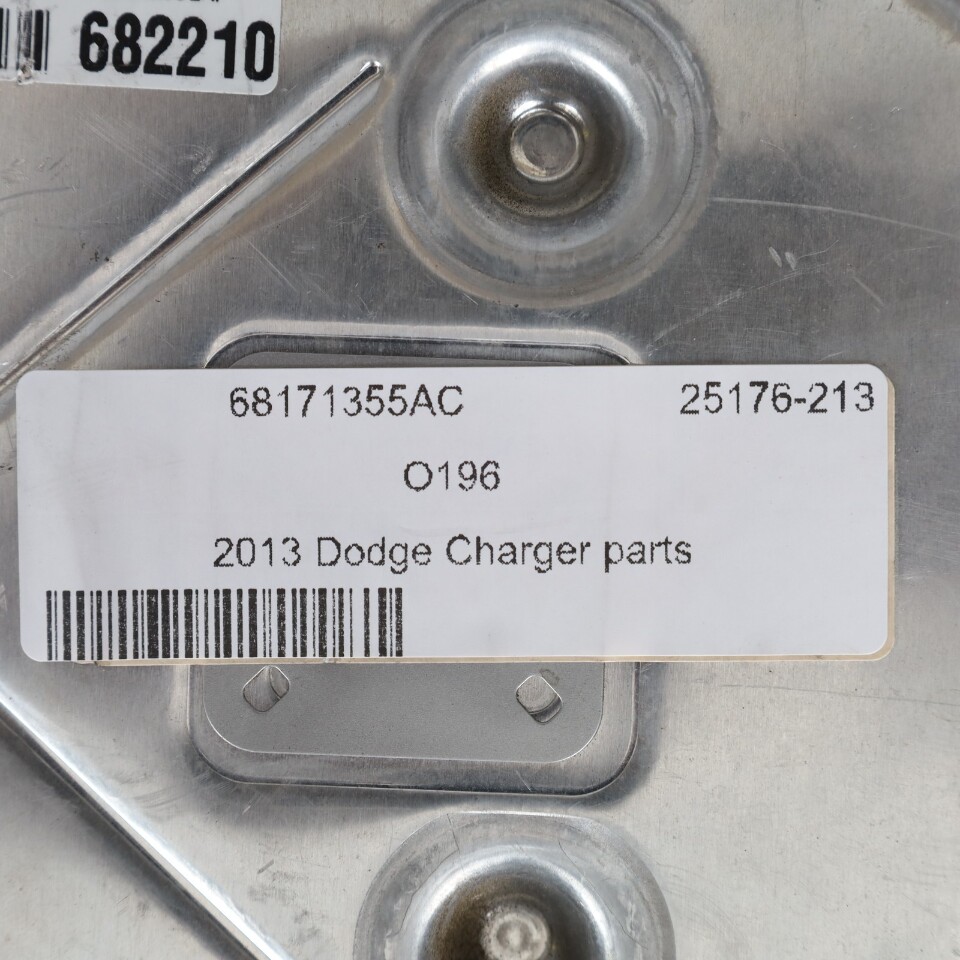 682210
68171355AC 25176-213
O196
2013 Dodge Charger parts